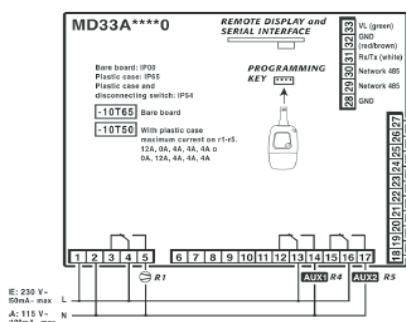 MD33A****0
REMOTE DISPLAY and
SERIAL INTERFACE
33 VL (green)
32 GND
(red/brown)
31 Rx/Tx (white)
30 Network 485
29 Network 485
28 GND
Bare board: IP00
Plastic case: IP65
Plastic case and
disconnecting switch: IP54
PROGRAMMING
KEY
-10T65 Bare board
-10T50 With plastic case
maximum current on r1-r5.
12A, 0A, 4A, 4A, 4A o
0A, 12A, 4A, 4A, 4A
27
26
25
24
23
22
21
20
19
18
1 2 3 4 5 6 7 8 9 10 11 12 13 14 15 16 17
R1 AUX1 R4 AUX2 R5
IE: 230 V~
50mA~ max L
A: 115 V~ N
max